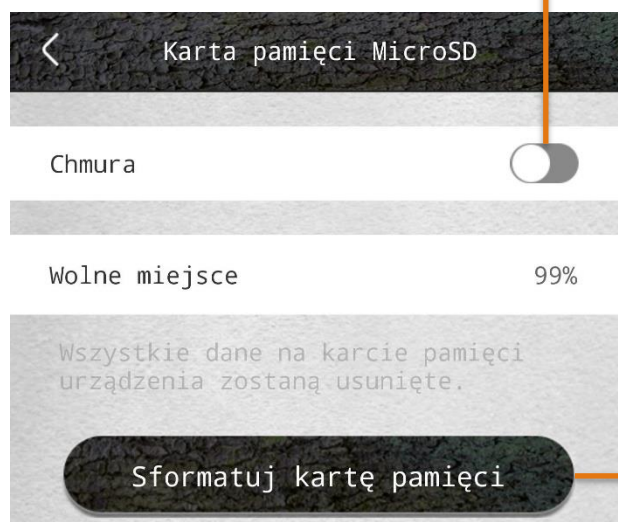 Karta pamięci MicroSD
Chmura
Wolne miejsce 99%
Wszystkie dane na karcie pamięci
urządzenia zostaną usunięte.
Sformatuj kartę pamięci